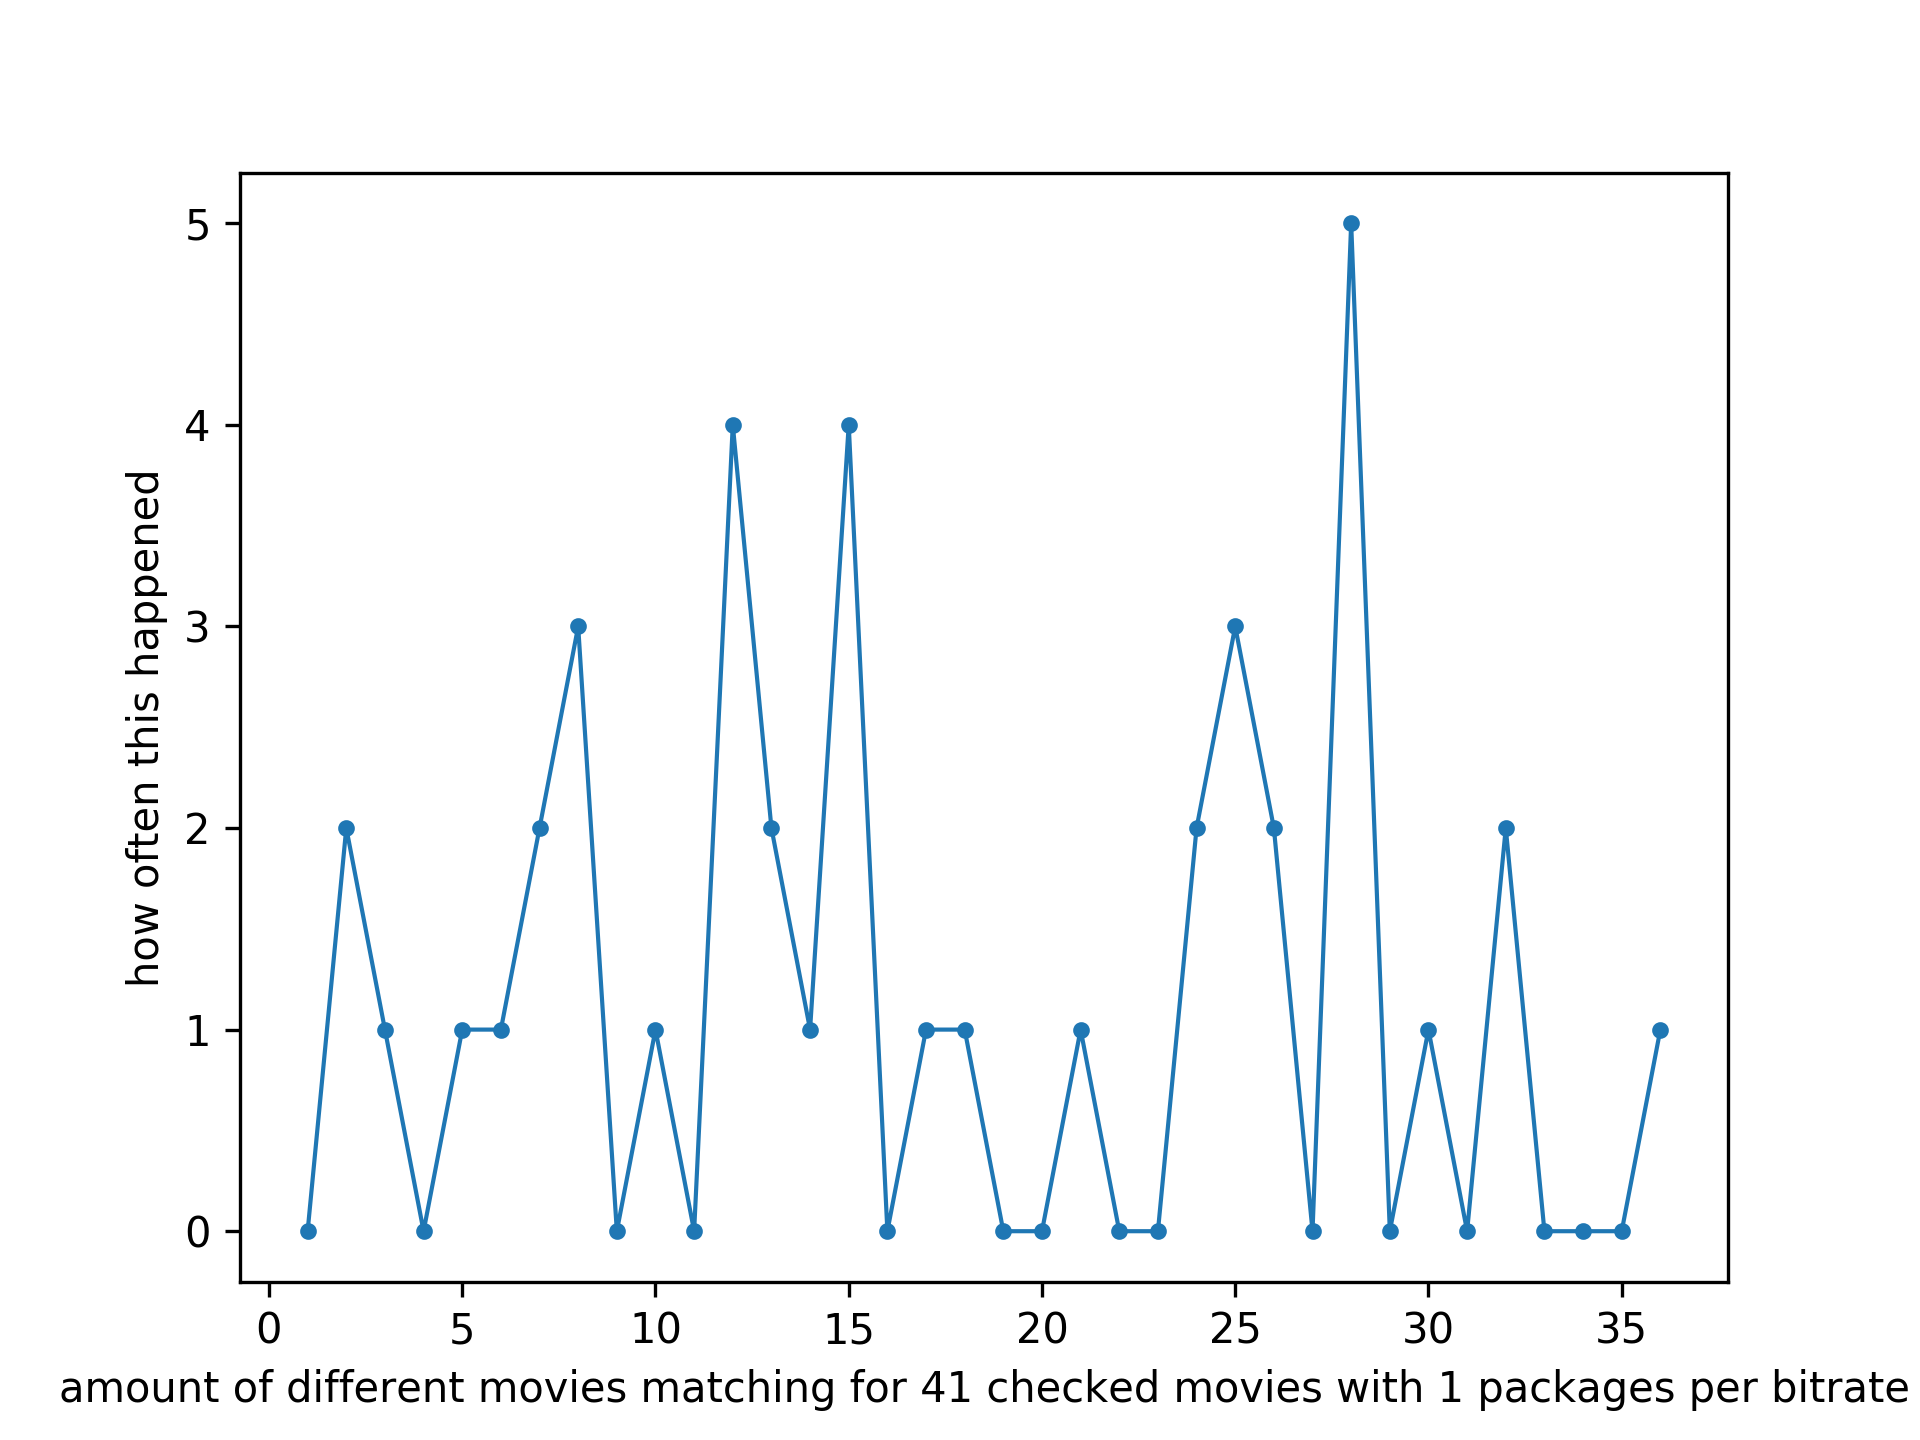 5
4
3
2
1
0
how often this happened
0 5 10 15 20 25 30 35
amount of different movies matching for 41 checked movies with 1 packages per bitrate